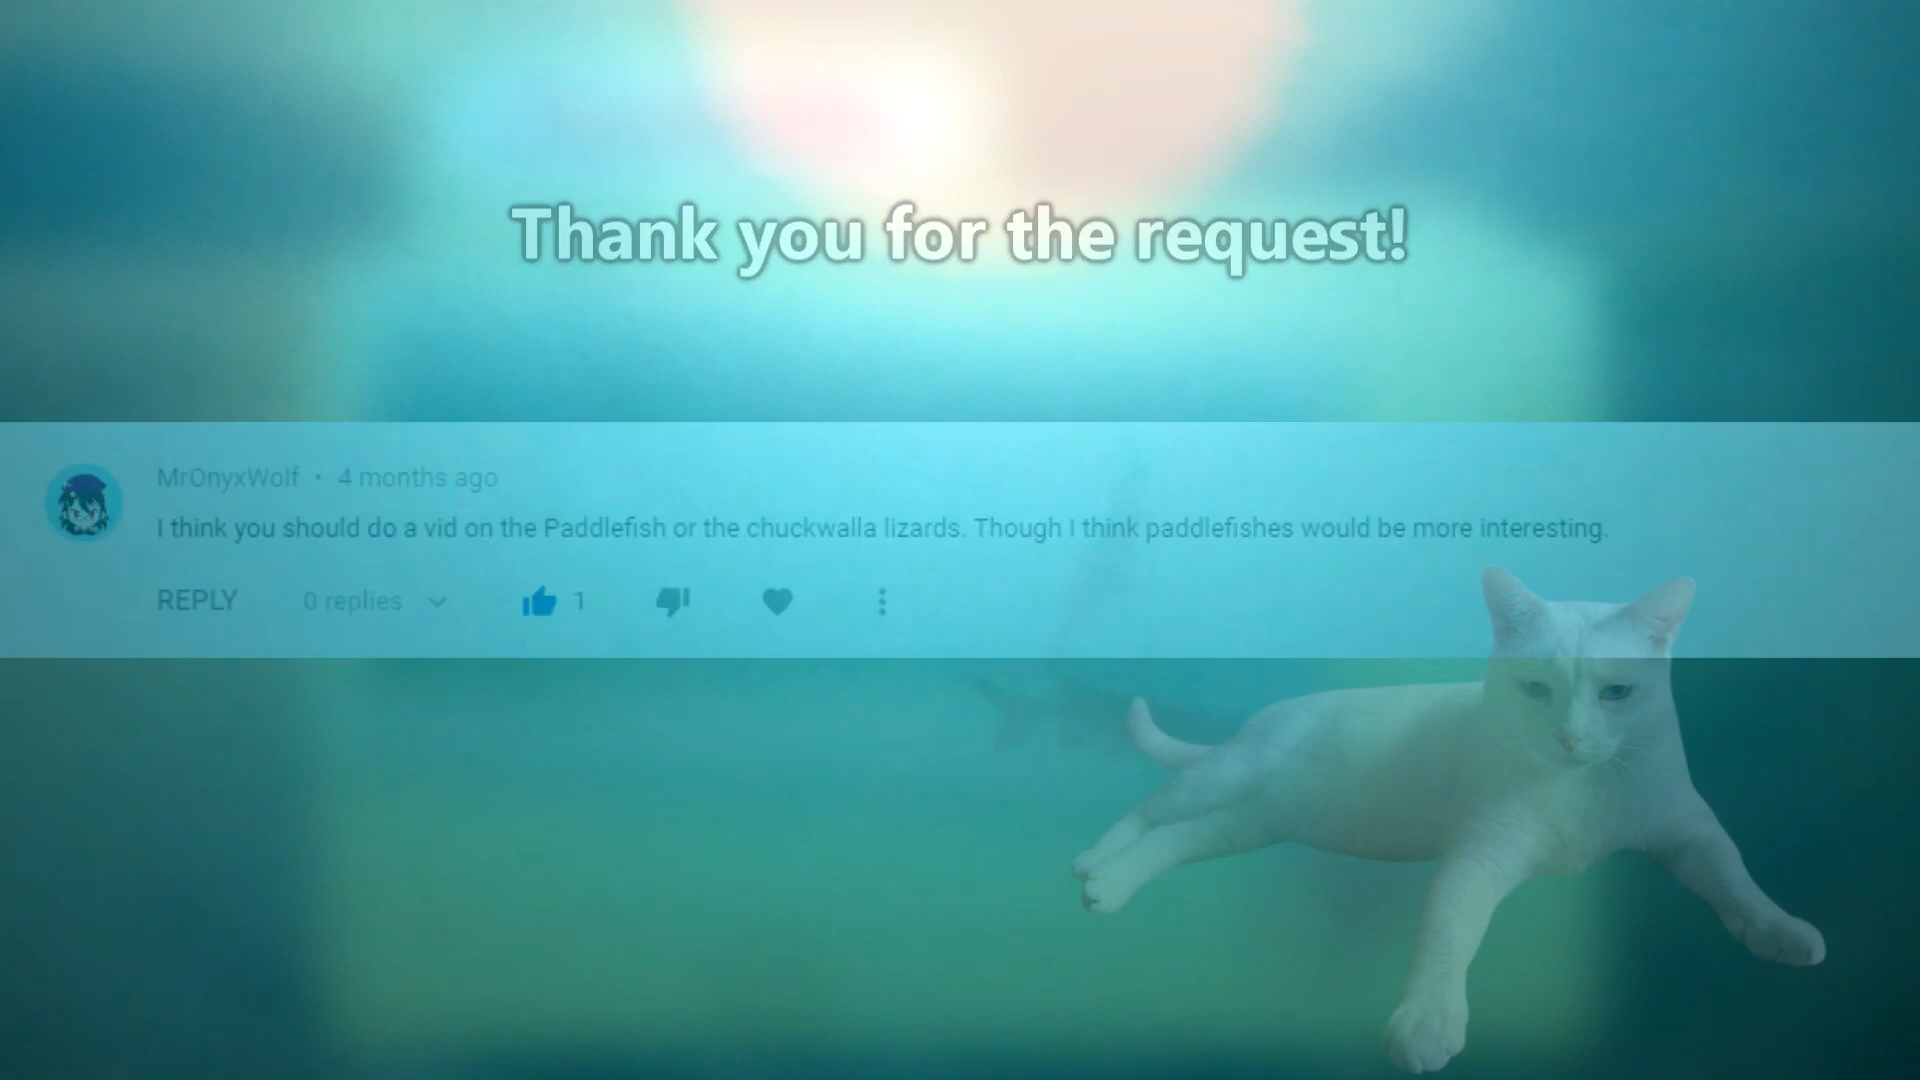 Thank you for the request!
MrOnyxWolf • 4 months ago
I think you should do a vid on the Paddlefish or the chuckwalla lizards. Though I think paddlefishes would be more interesting.
REPLY 0 replies 1